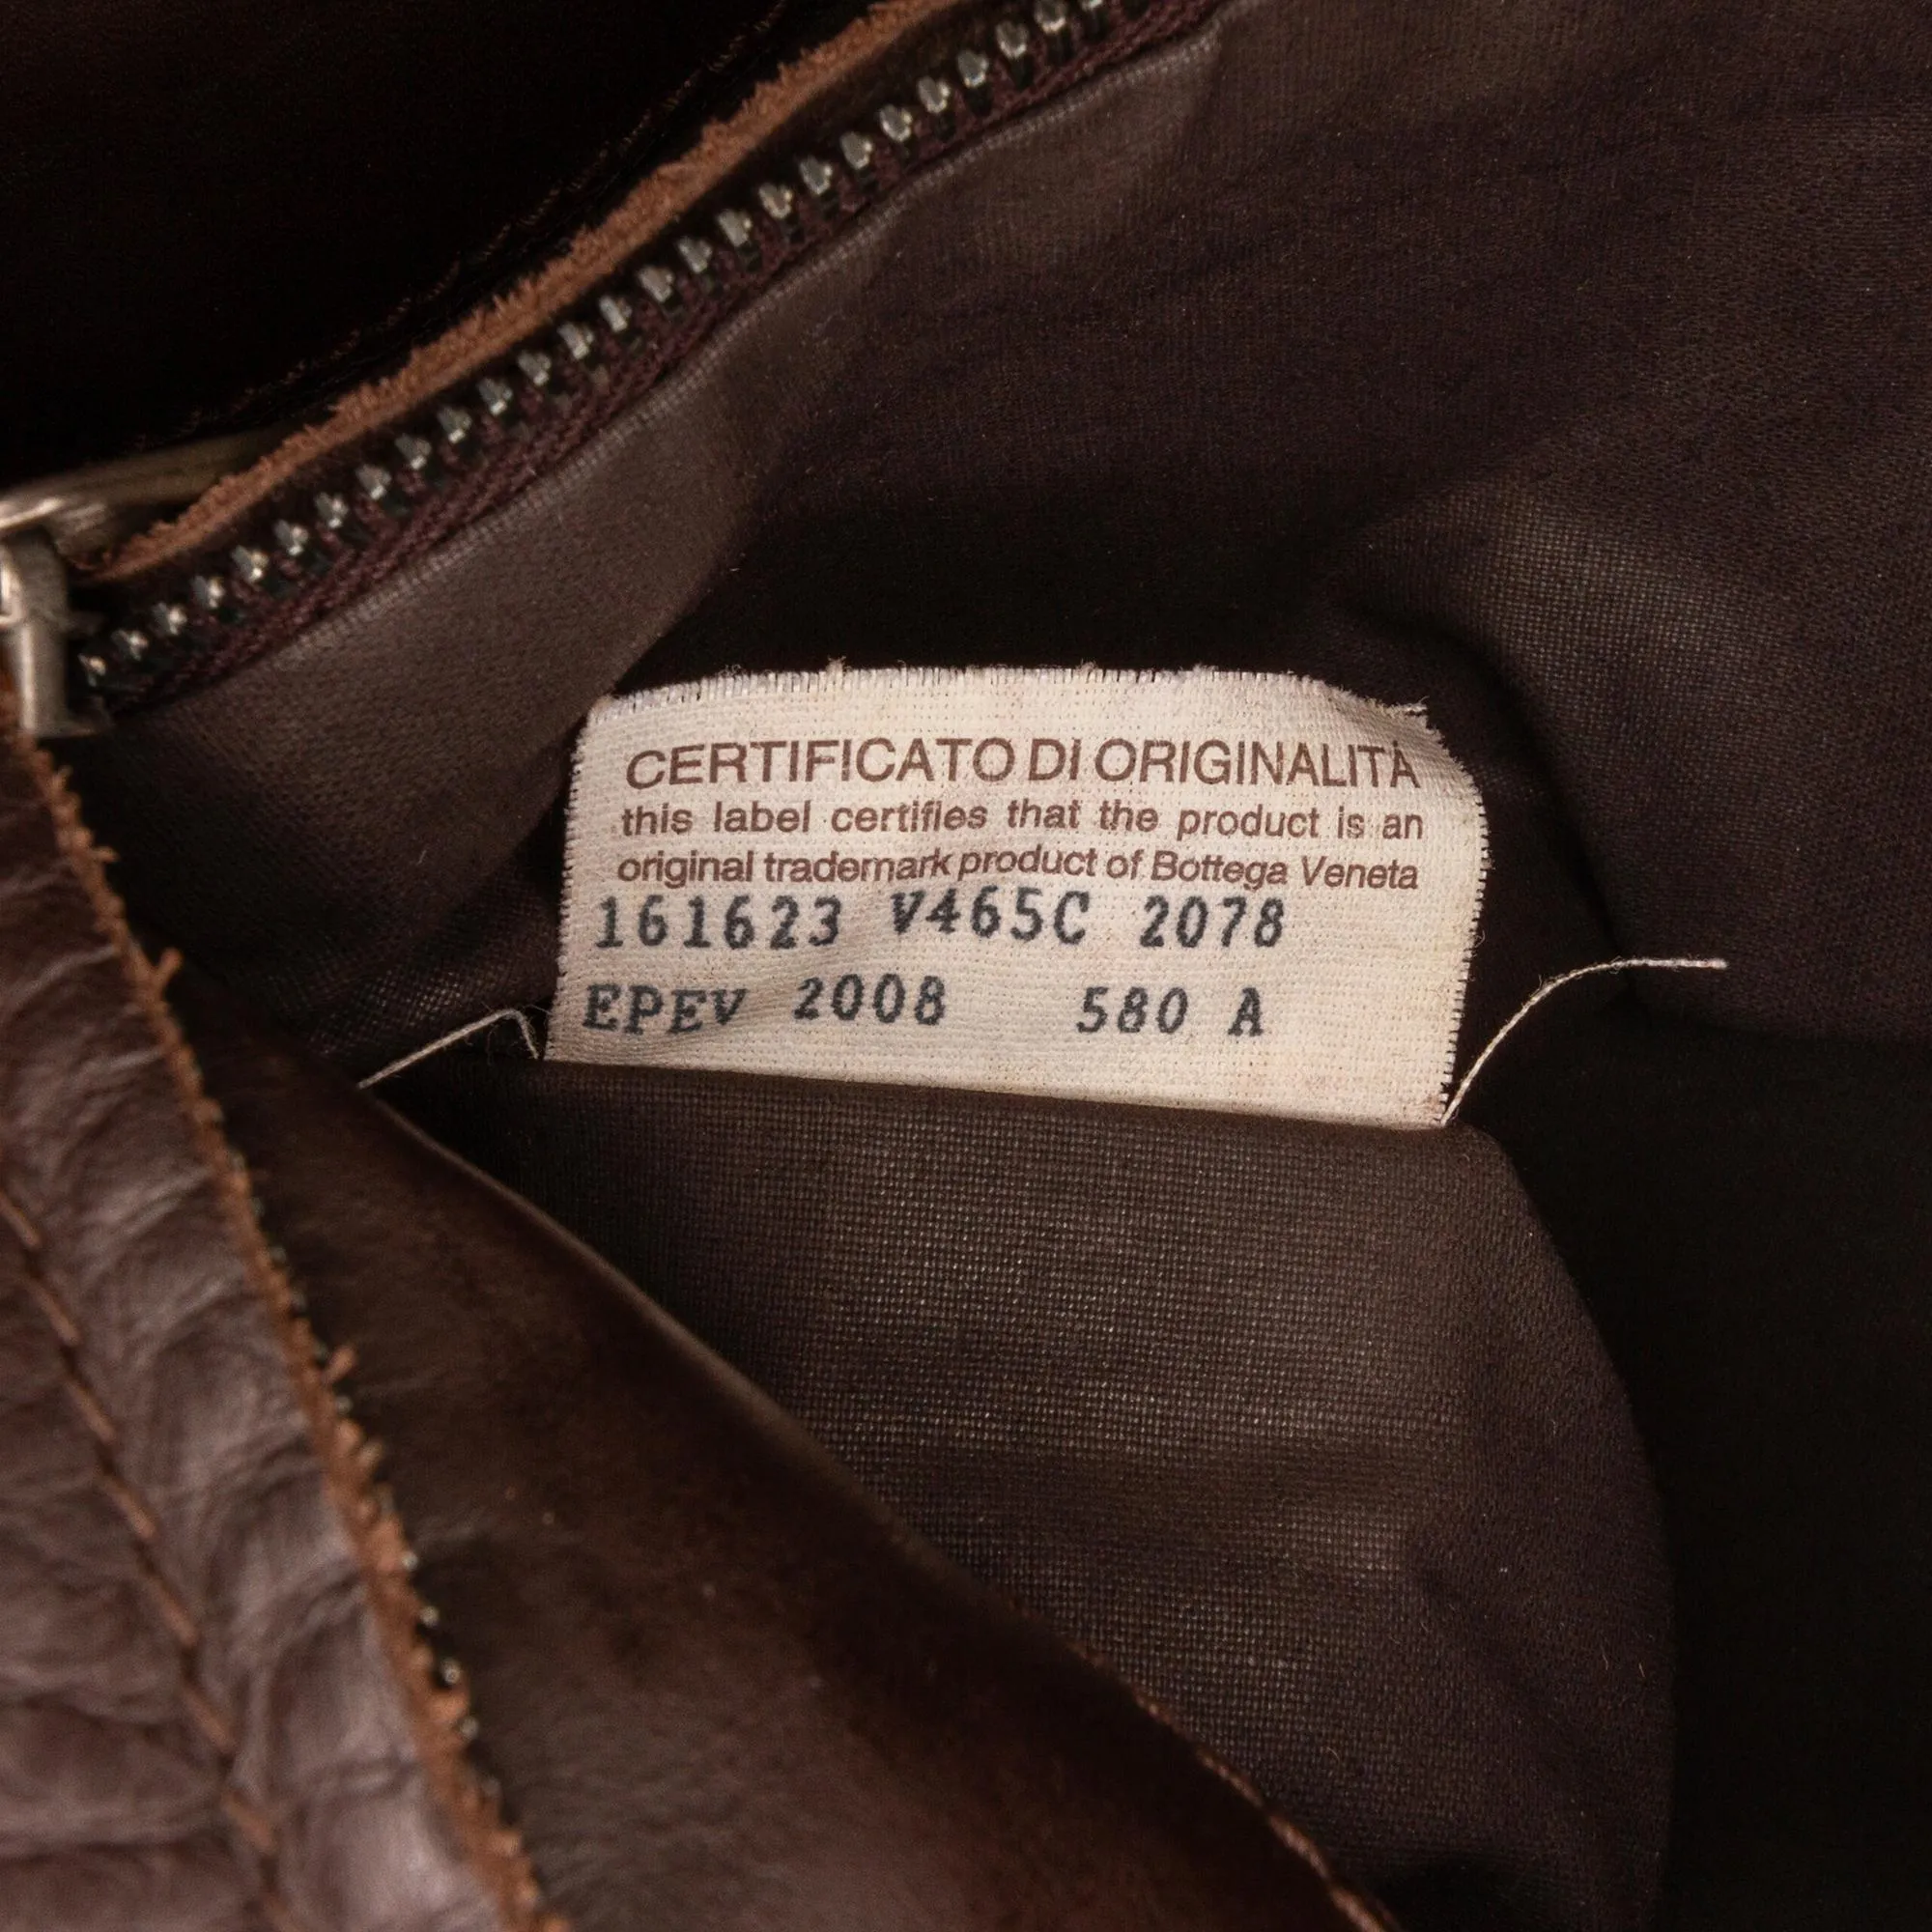 CERTIFICATO DI ORIGINALITÀ
this label certifies that the product is an
original trademark product of Bottega Veneta
161623 V465C 2078
EPEV 2008 580 A